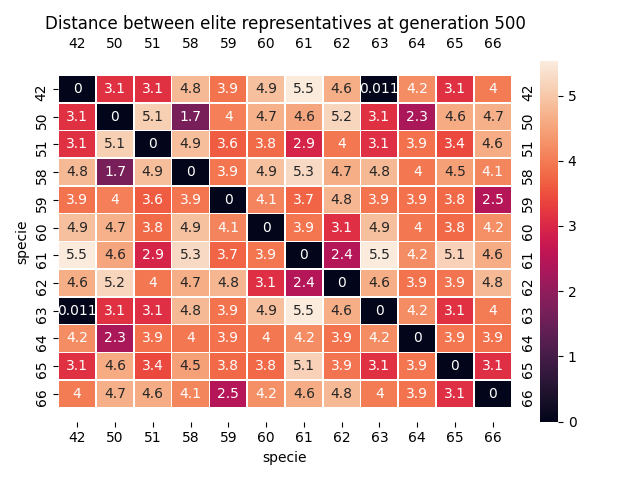 Distance between elite representatives at generation 500
42 50 51 58 59 60 61 62 63 64 65 66
42 0 3.1 3.1 4.8 3.9 4.9 5.5 4.6 0.011 4.2 3.1 4 42
50 3.1 0 5.1 1.7 4 4.7 4.6 5.2 3.1 2.3 4.6 4.7 50
51 3.1 5.1 0 4.9 3.6 3.8 2.9 4 3.1 3.9 3.4 4.6 51
58 4.8 1.7 4.9 0 3.9 4.9 5.3 4.7 4.8 4 4.5 4.1 58
59 3.9 4 3.6 3.9 0 4.1 3.7 4.8 3.9 3.9 3.8 2.5 59
60 4.9 4.7 3.8 4.9 4.1 0 3.9 3.1 4.9 4 3.8 4.2 60
61 5.5 4.6 2.9 5.3 3.7 3.9 0 2.4 5.5 4.2 5.1 4.6 61
62 4.6 5.2 4 4.7 4.8 3.1 2.4 0 4.6 3.9 3.9 4.8 62
63 0.011 3.1 3.1 4.8 3.9 4.9 5.5 4.6 0 4.2 3.1 4 63
64 4.2 2.3 3.9 4 3.9 4 4.2 3.9 4.2 0 3.9 3.9 64
65 3.1 4.6 3.4 4.5 3.8 3.8 5.1 3.9 3.1 3.9 0 3.1 65
66 4 4.7 4.6 4.1 2.5 4.2 4.6 4.8 4 3.9 3.1 0 66
42 50 51 58 59 60 61 62 63 64 65 66
specie
specie
5
4
3
2
1
0